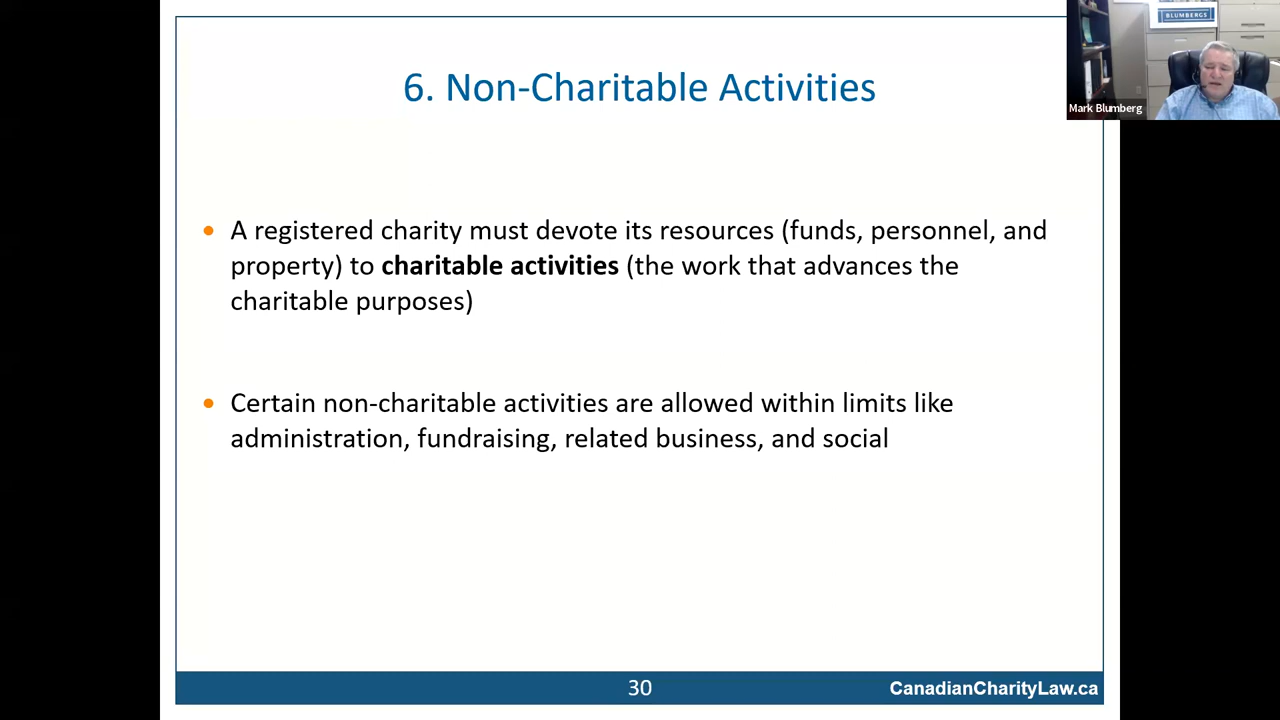 6. Non-Charitable Activities
BLUMBERGS
Mark Blumberg
• A registered charity must devote its resources (funds, personnel, and
property) to charitable activities (the work that advances the
charitable purposes)
• Certain non-charitable activities are allowed within limits like
administration, fundraising, related business, and social
30
CanadianCharityLaw.ca